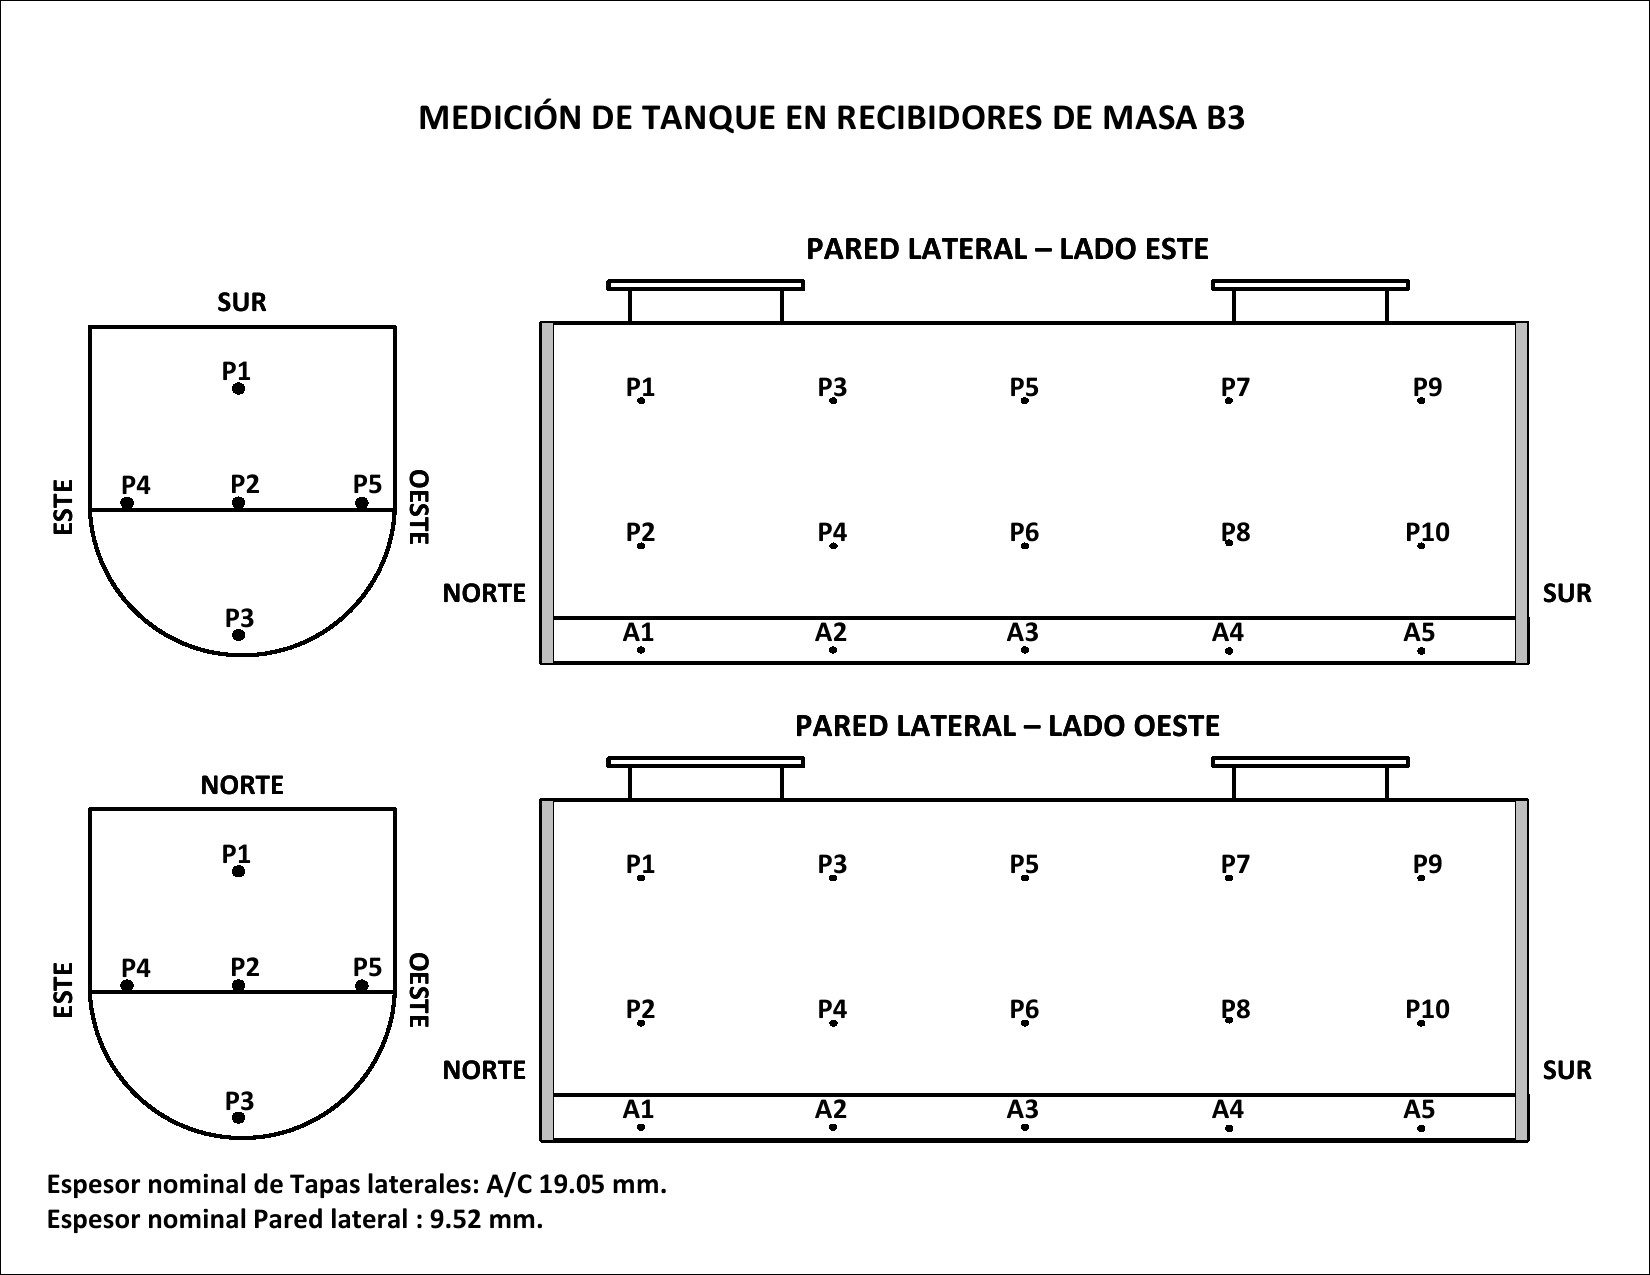 MEDICIÓN DE TANQUE EN RECIBIDORES DE MASA B3
PARED LATERAL – LADO ESTE
SUR
P1
P4 P2 P5
ESTE
OESTE
P3
P1 P3 P5 P7 P9
P2 P4 P6 P8 P10
NORTE
SUR
A1 A2 A3 A4 A5
PARED LATERAL – LADO OESTE
NORTE
P1
P4 P2 P5
ESTE
OESTE
P3
P1 P3 P5 P7 P9
P2 P4 P6 P8 P10
NORTE
SUR
A1 A2 A3 A4 A5
Espesor nominal de Tapas laterales: A/C 19.05 mm.
Espesor nominal Pared lateral : 9.52 mm.